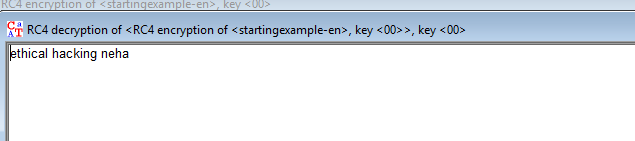 RC4 encryption of <startingexample-en>, key <00>
RC4 decryption of <RC4 encryption of <startingexample-en>, key <00>>, key <00>
ethical hacking neha